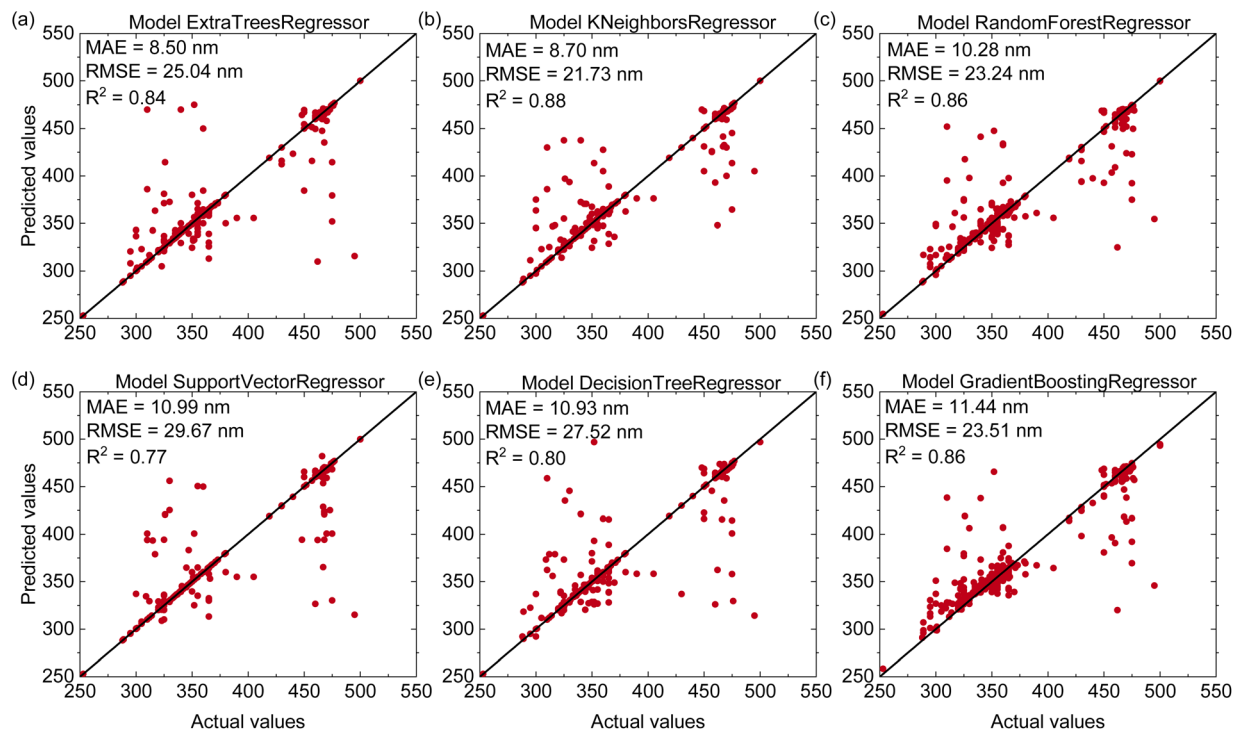 (a) Model ExtraTreesRegressor
MAE = 8.50 nm
RMSE = 25.04 nm
R² = 0.84
550
500
450
400
350
300
250
250 300 350 400 450 500 550
Predicted values
(b) Model KNeighborsRegressor
MAE = 8.70 nm
RMSE = 21.73 nm
R² = 0.88
550
500
450
400
350
300
250
250 300 350 400 450 500 550
(c) Model RandomForestRegressor
MAE = 10.28 nm
RMSE = 23.24 nm
R² = 0.86
550
500
450
400
350
300
250
250 300 350 400 450 500 550
(d) Model SupportVectorRegressor
MAE = 10.99 nm
RMSE = 29.67 nm
R² = 0.77
550
500
450
400
350
300
250
250 300 350 400 450 500 550
Predicted values
Actual values
(e) Model DecisionTreeRegressor
MAE = 10.93 nm
RMSE = 27.52 nm
R² = 0.80
550
500
450
400
350
300
250
250 300 350 400 450 500 550
Actual values
(f) Model GradientBoostingRegressor
MAE = 11.44 nm
RMSE = 23.51 nm
R² = 0.86
550
500
450
400
350
300
250
250 300 350 400 450 500 550
Actual values